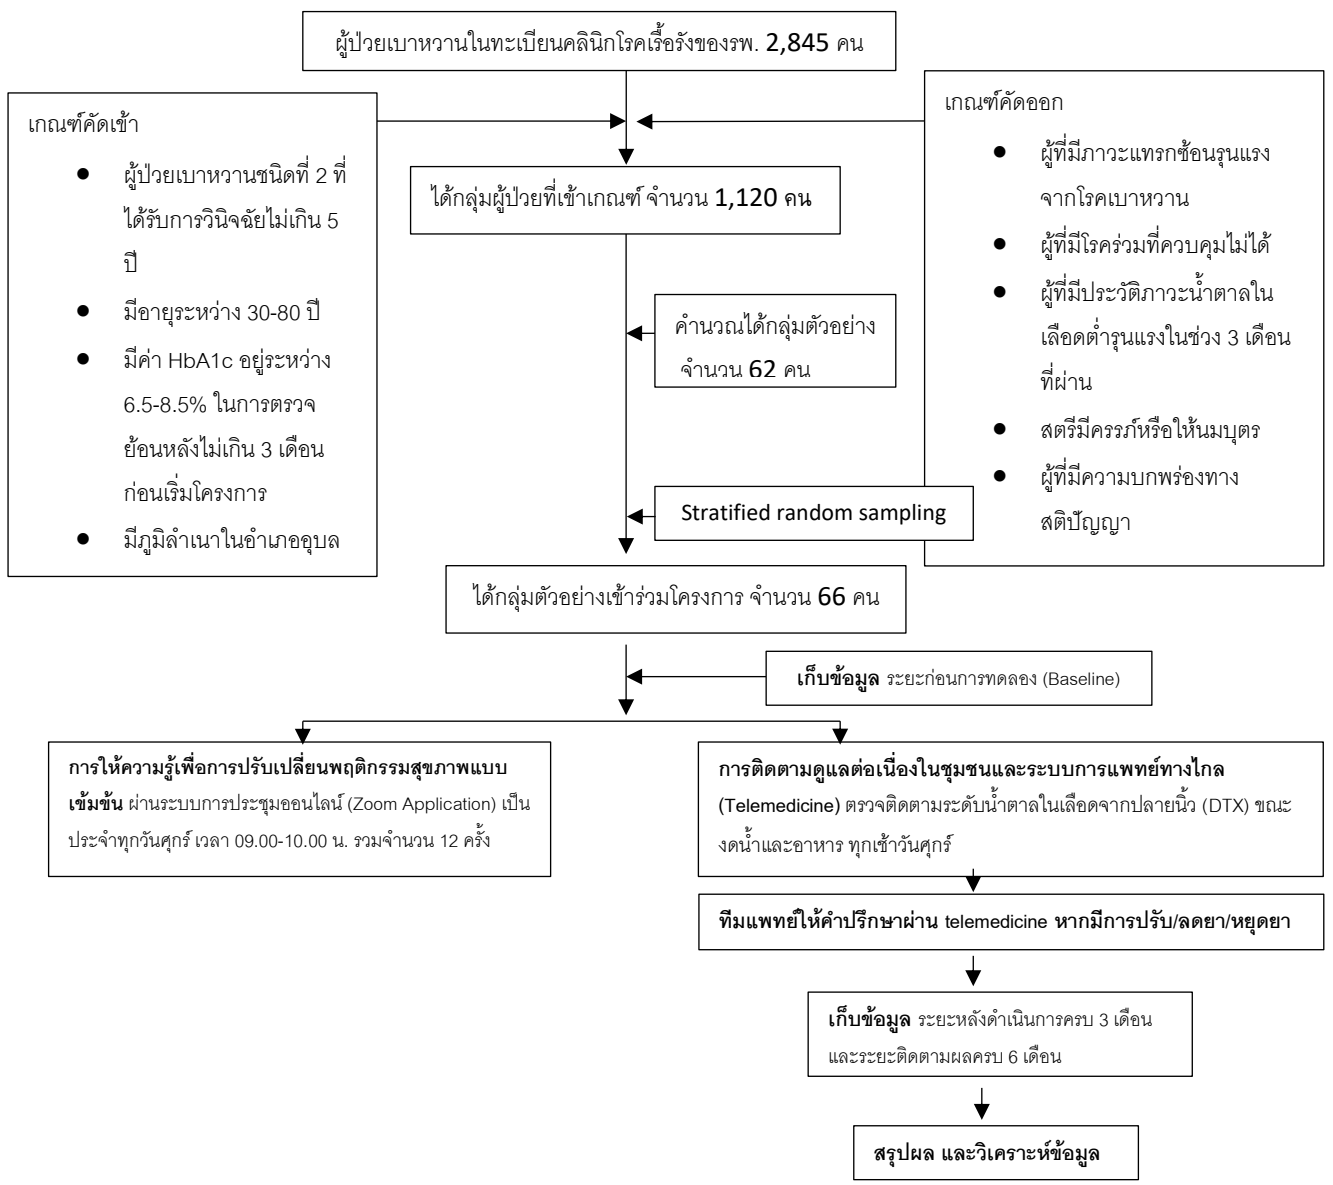 ผู้ป่วยเบาหวานในทะเบียนคลินิกโรคเรื้อรังของรพ. 2,845 คน
เกณฑ์คัดเข้า
● ผู้ป่วยเบาหวานชนิดที่ 2 ที่
ได้รับการวินิจฉัยไม่เกิน 5
ปี
● มีอายุระหว่าง 30-80 ปี
● มีค่า HbA1c อยู่ระหว่าง
6.5-8.5% ในการตรวจ
ย้อนหลังไม่เกิน 3 เดือน
ก่อนเริ่มโครงการ
● มีภูมิลำเนาในอำเภออุบล
เกณฑ์คัดออก
● ผู้ที่มีภาวะแทรกซ้อนรุนแรง
จากโรคเบาหวาน
● ผู้ที่มีโรคร่วมที่ควบคุมไม่ได้
● ผู้ที่มีประวัติภาวะน้ำตาลใน
เลือดต่ำรุนแรงในช่วง 3 เดือน
ที่ผ่าน
● สตรีมีครรภ์หรือให้นมบุตร
● ผู้ที่มีความบกพร่องทาง
สติปัญญา
ได้กลุ่มผู้ป่วยที่เข้าเกณฑ์ จำนวน 1,120 คน
คำนวณได้กลุ่มตัวอย่าง
จำนวน 62 คน
Stratified random sampling
ได้กลุ่มตัวอย่างเข้าร่วมโครงการ จำนวน 66 คน
เก็บข้อมูล ระยะก่อนการทดลอง (Baseline)
การให้ความรู้เพื่อการปรับเปลี่ยนพฤติกรรมสุขภาพแบบ
เข้มข้น ผ่านระบบการประชุมออนไลน์ (Zoom Application) เป็น
ประจำทุกวันศุกร์ เวลา 09.00-10.00 น. รวมจำนวน 12 ครั้ง
การติดตามดูแลต่อเนื่องในชุมชนและระบบการแพทย์ทางไกล
(Telemedicine) ตรวจติดตามระดับน้ำตาลในเลือดจากปลายนิ้ว (DTX) ขณะ
งดน้ำและอาหาร ทุกเช้าวันศุกร์
ทีมแพทย์ให้คำปรึกษาผ่าน telemedicine หากมีการปรับ/ลดยา/หยุดยา
เก็บข้อมูล ระยะหลังดำเนินการครบ 3 เดือน
และระยะติดตามผลครบ 6 เดือน
สรุปผล และวิเคราะห์ข้อมูล